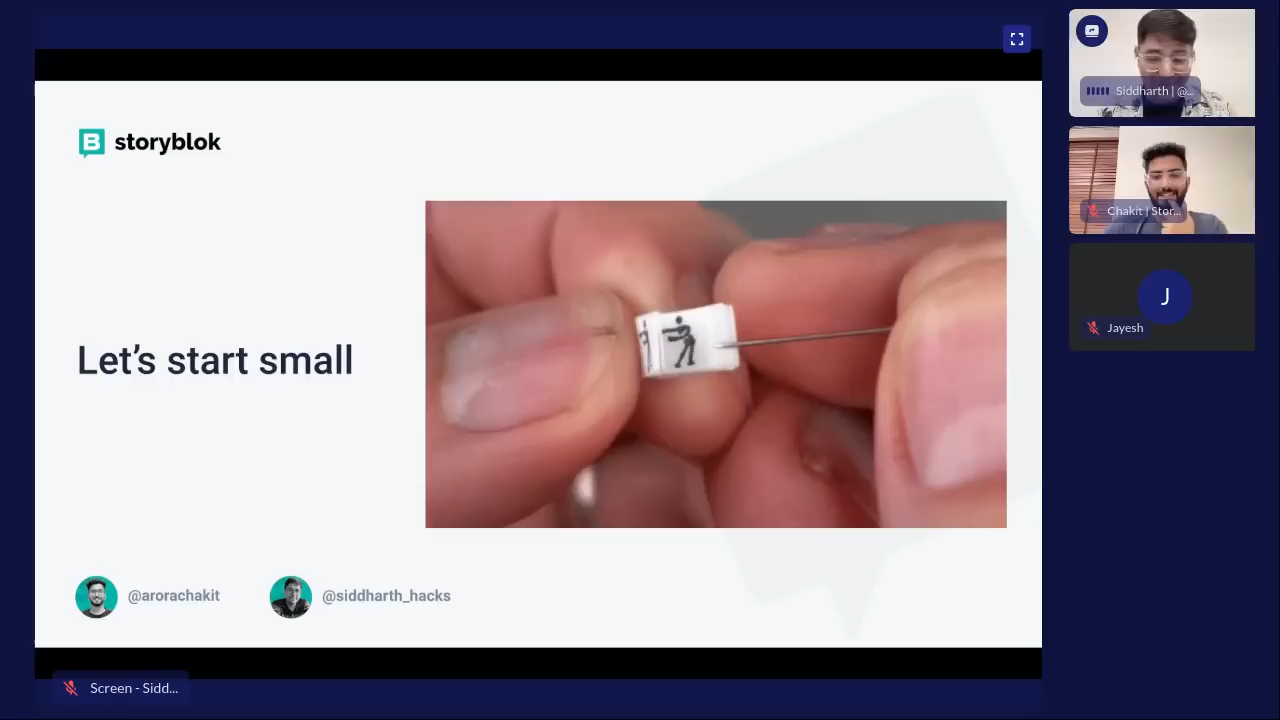 storyblok
Let's start small
@arorachakit
@siddharth_hacks
Screen - Sidd...
Siddharth | @...
Chakit | Stor...
J
Jayesh